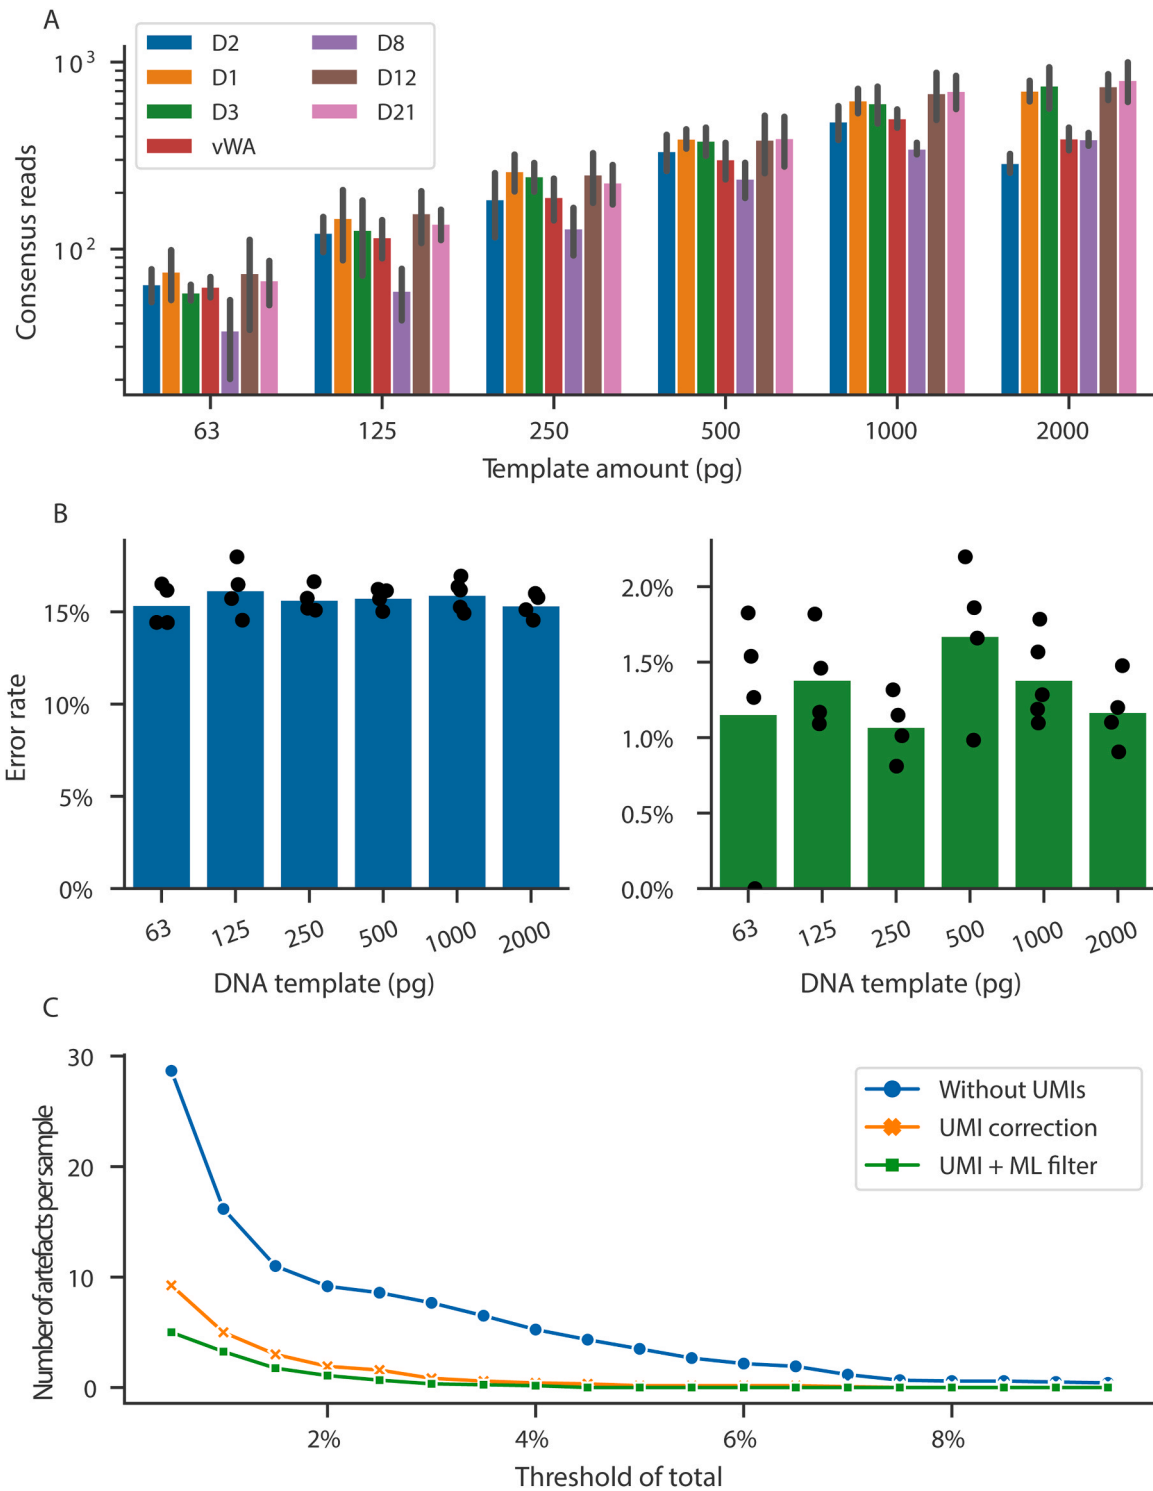 A
D2
D8
D1
D12
D3
D21
vWA
10 3
10 2
Consensus reads
63 125 250 500 1000 2000
Template amount (pg)
B
15%
10%
5%
0%
Error rate
63 125 250 500 1000 2000
DNA template (pg)
2.0%
1.5%
1.0%
0.5%
0.0%
63 125 250 500 1000 2000
DNA template (pg)
C
30
20
10
0
Number of artefacts per sample
Without UMIs
UMI correction
UMI + ML filter
2% 4% 6% 8%
Threshold of total